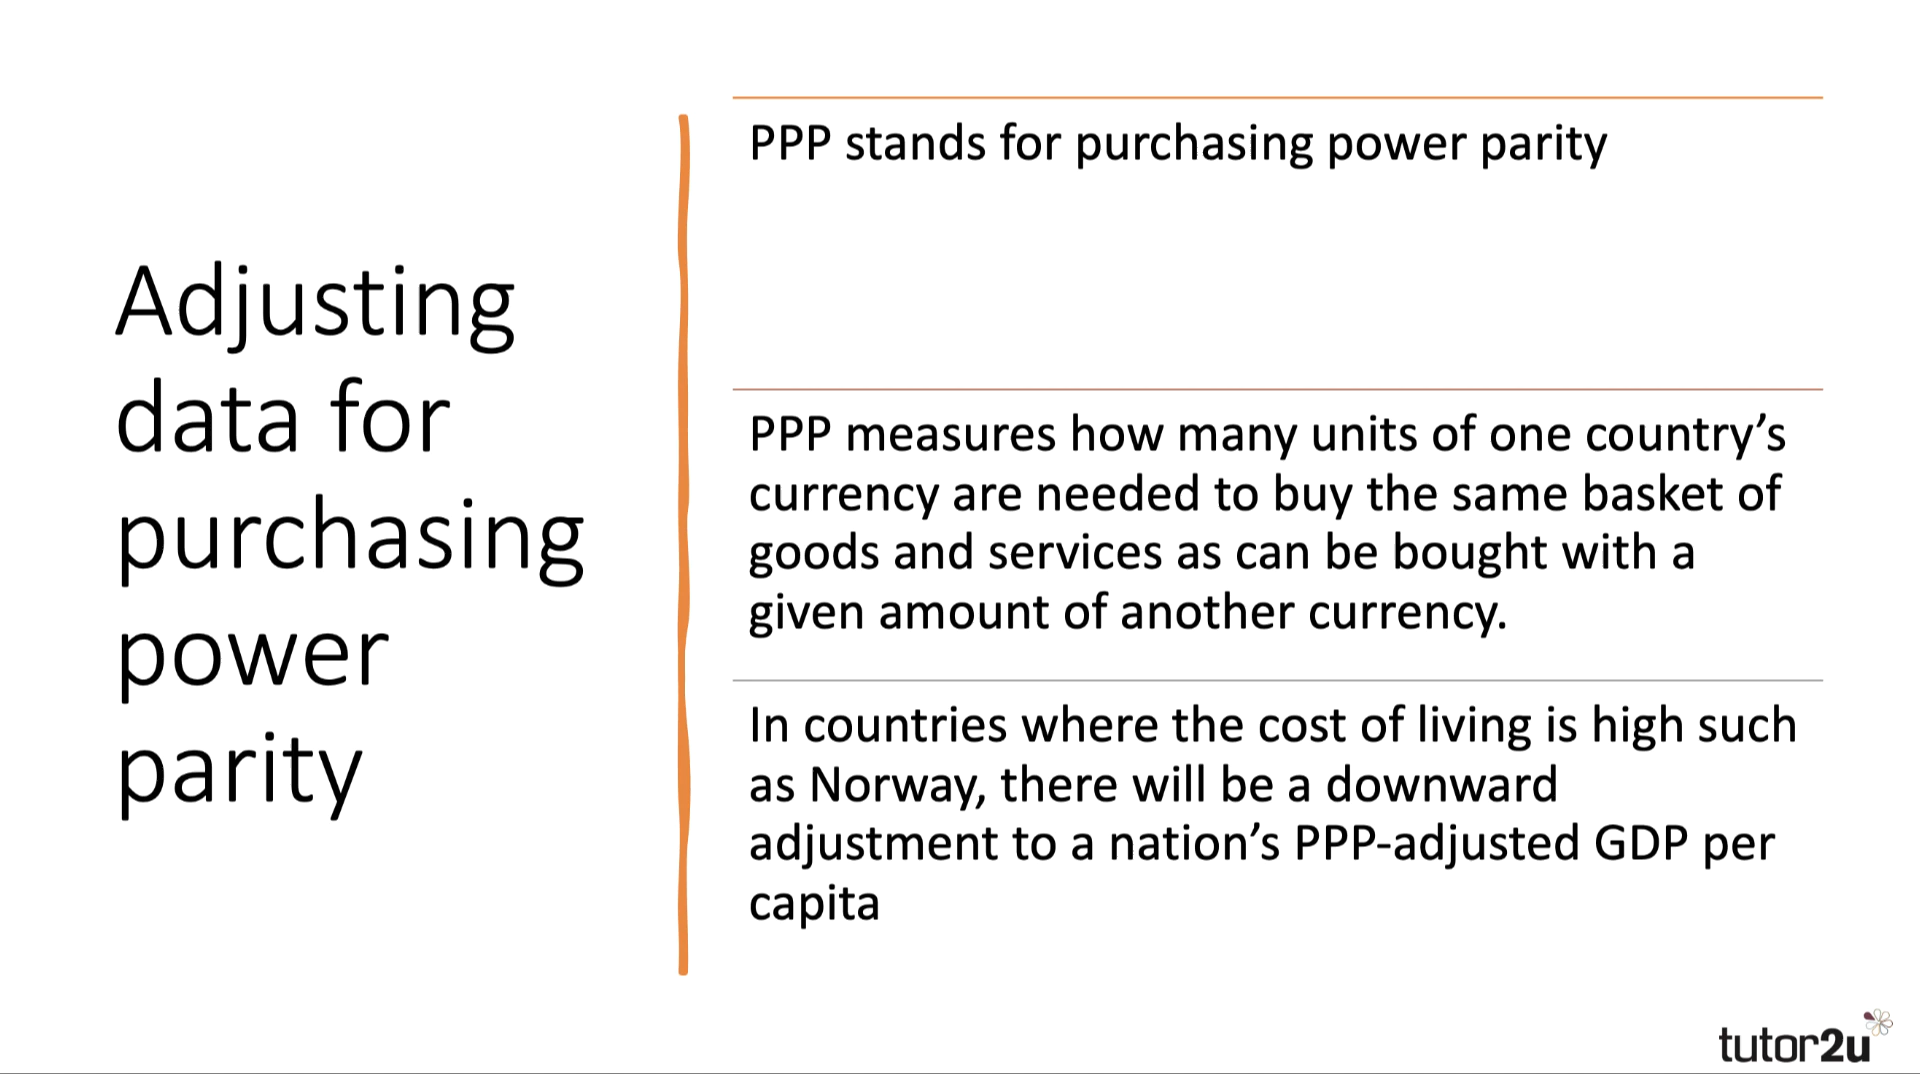 Adjusting
data for
purchasing
power
parity
PPP stands for purchasing power parity
PPP measures how many units of one country’s
currency are needed to buy the same basket of
goods and services as can be bought with a
given amount of another currency.
In countries where the cost of living is high such
as Norway, there will be a downward
adjustment to a nation’s PPP-adjusted GDP per
capita
tutor2u